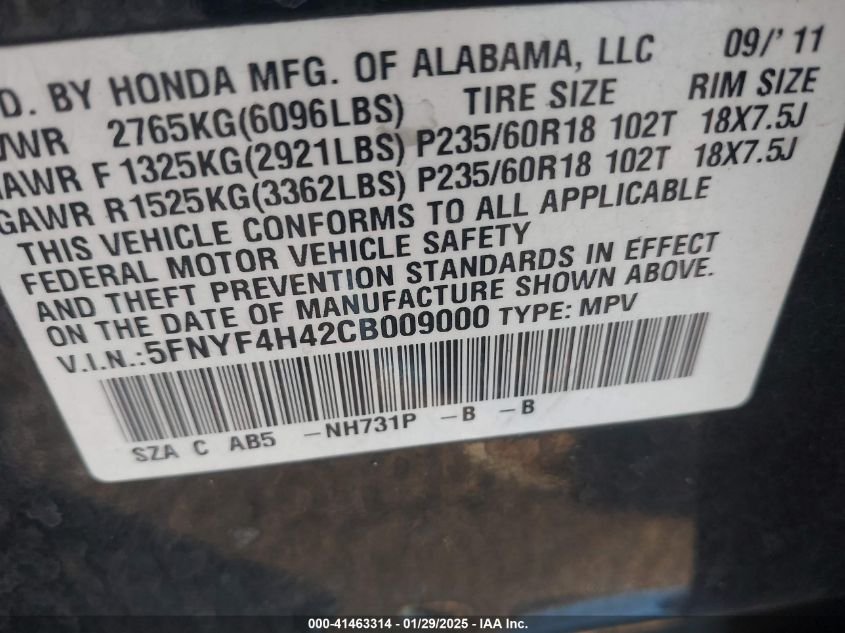 D. BY HONDA MFG. OF ALABAMA, LLC 09/'11
VWR 2765KG(6096LBS) TIRE SIZE RIM SIZE
AWR F 1325KG(2921LBS) P235/60R18 102T 18X7.5J
GAWR R1525KG(3362LBS) P235/60R18 102T 18X7.5J
THIS VEHICLE CONFORMS TO ALL APPLICABLE
FEDERAL MOTOR VEHICLE SAFETY
AND THEFT PREVENTION STANDARDS IN EFFECT
ON THE DATE OF MANUFACTURE SHOWN ABOVE.
V.I.N.:5FNYF4H42CB009000 TYPE: MPV
SZA C AB5 -NH731P -B -B
000-41463314 - 01/29/2025 - IAA Inc.